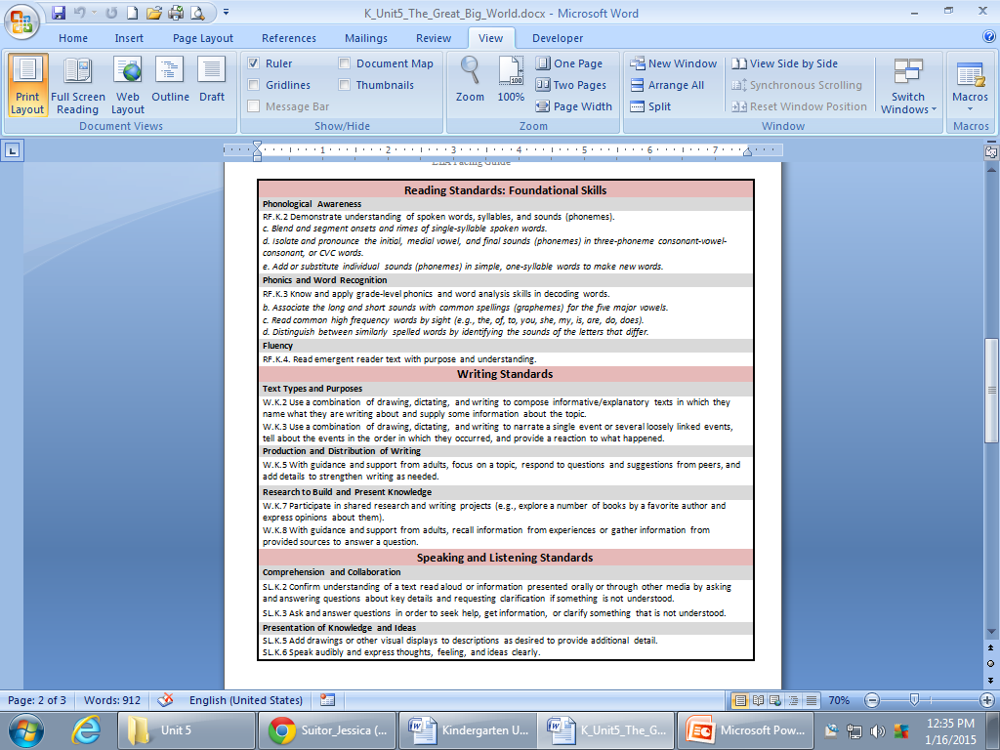 K_Unit5_The_Great_Big_World.docx - Microsoft Word
Home Insert Page Layout References Mailings Review View Developer
Print Layout
Full Screen Reading
Web Layout
Outline
Draft
Document Views
Ruler
Gridlines
Message Bar
Document Map
Thumbnails
Show/Hide
Zoom
100%
One Page
Two Pages
Page Width
Zoom
New Window
Arrange All
Split
View Side by Side
Synchronous Scrolling
Reset Window Position
Window
Switch Windows
Macros
Macros
1 2 3 4 5 6 7
ELA Pacing Guide
Reading Standards: Foundational Skills
Phonological Awareness
RF.K.2 Demonstrate understanding of spoken words, syllables, and sounds (phonemes).
c. Blend and segment onsets and rimes of single-syllable spoken words.
d. Isolate and pronounce the initial, medial vowel, and final sounds (phonemes) in three-phoneme consonant-vowel-
consonant, or CVC words.
e. Add or substitute individual sounds (phonemes) in simple, one-syllable words to make new words.
Phonics and Word Recognition
RF.K.3 Know and apply grade-level phonics and word analysis skills in decoding words.
b. Associate the long and short sounds with common spellings (graphemes) for the five major vowels.
c. Read common high frequency words by sight (e.g., the, of, to, you, she, my, is, are, do, does).
d. Distinguish between similarly spelled words by identifying the sounds of the letters that differ.
Fluency
RF.K.4. Read emergent reader text with purpose and understanding.
Writing Standards
Text Types and Purposes
W.K.2 Use a combination of drawing, dictating, and writing to compose informative/explanatory texts in which they
name what they are writing about and supply some information about the topic.
W.K.3 Use a combination of drawing, dictating, and writing to narrate a single event or several loosely linked events,
tell about the events in the order in which they occurred, and provide a reaction to what happened.
Production and Distribution of Writing
W.K.5 With guidance and support from adults, focus on a topic, respond to questions and suggestions from peers, and
add details to strengthen writing as needed.
Research to Build and Present Knowledge
W.K.7 Participate in shared research and writing projects (e.g., explore a number of books by a favorite author and
express opinions about them).
W.K.8 With guidance and support from adults, recall information from experiences or gather information from
provided sources to answer a question.
Speaking and Listening Standards
Comprehension and Collaboration
SL.K.2 Confirm understanding of a text read aloud or information presented orally or through other media by asking
and answering questions about key details and requesting clarification if something is not understood.
SL.K.3 Ask and answer questions in order to seek help, get information, or clarify something that is not understood.
Presentation of Knowledge and Ideas
SL.K.5 Add drawings or other visual displays to descriptions as desired to provide additional detail.
SL.K.6 Speak audibly and express thoughts, feeling, and ideas clearly.
Page: 2 of 3 Words: 912 English (United States) 70%
Unit 5 Suitor_Jessica (... Kindergarten U... K_Unit5_The_G... Microsoft Pow... 12:35 PM
1/16/2015